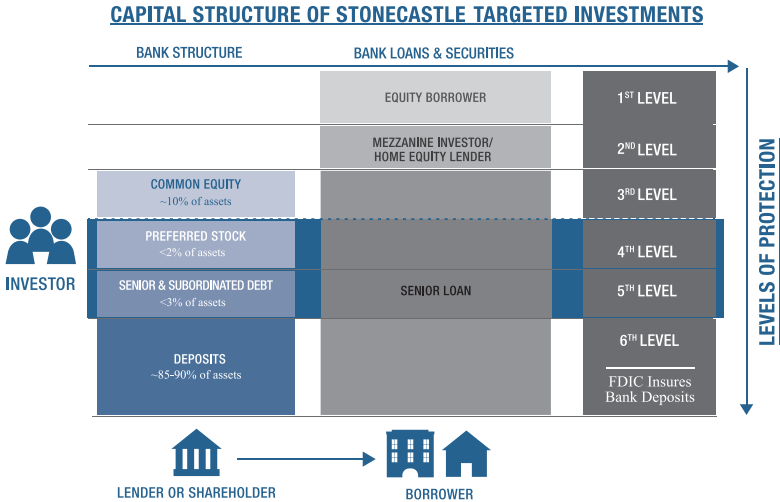 CAPITAL STRUCTURE OF STONECASTLE TARGETED INVESTMENTS
BANK STRUCTURE
BANK LOANS & SECURITIES
EQUITY BORROWER
1ST LEVEL
MEZZANINE INVESTOR/
HOME EQUITY LENDER
2ND LEVEL
COMMON EQUITY
~10% of assets
3RD LEVEL
INVESTOR
PREFERRED STOCK
<2% of assets
4TH LEVEL
SENIOR & SUBORDINATED DEBT
<3% of assets
SENIOR LOAN
5TH LEVEL
DEPOSITS
~85-90% of assets
6TH LEVEL
FDIC Insures
Bank Deposits
LEVELS OF PROTECTION
LENDER OR SHAREHOLDER
BORROWER